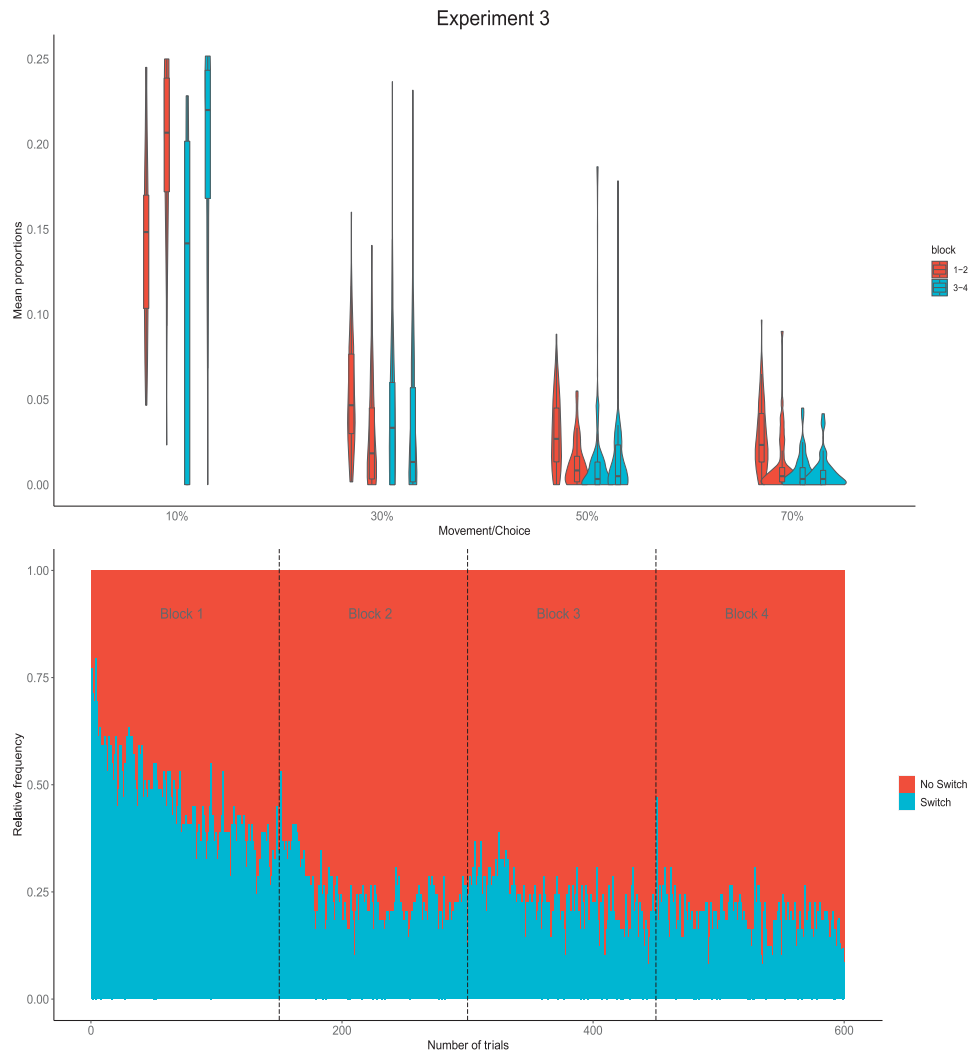 Experiment 3
0.25
0.20
0.15
0.10
0.05
0.00
Mean proportions
10%
30%
50%
70%
Movement/Choice
block
1−2
3−4
1.00
0.75
0.50
0.25
0.00
Relative frequency
Block 1
Block 2
Block 3
Block 4
0
200
400
600
Number of trials
No Switch
Switch